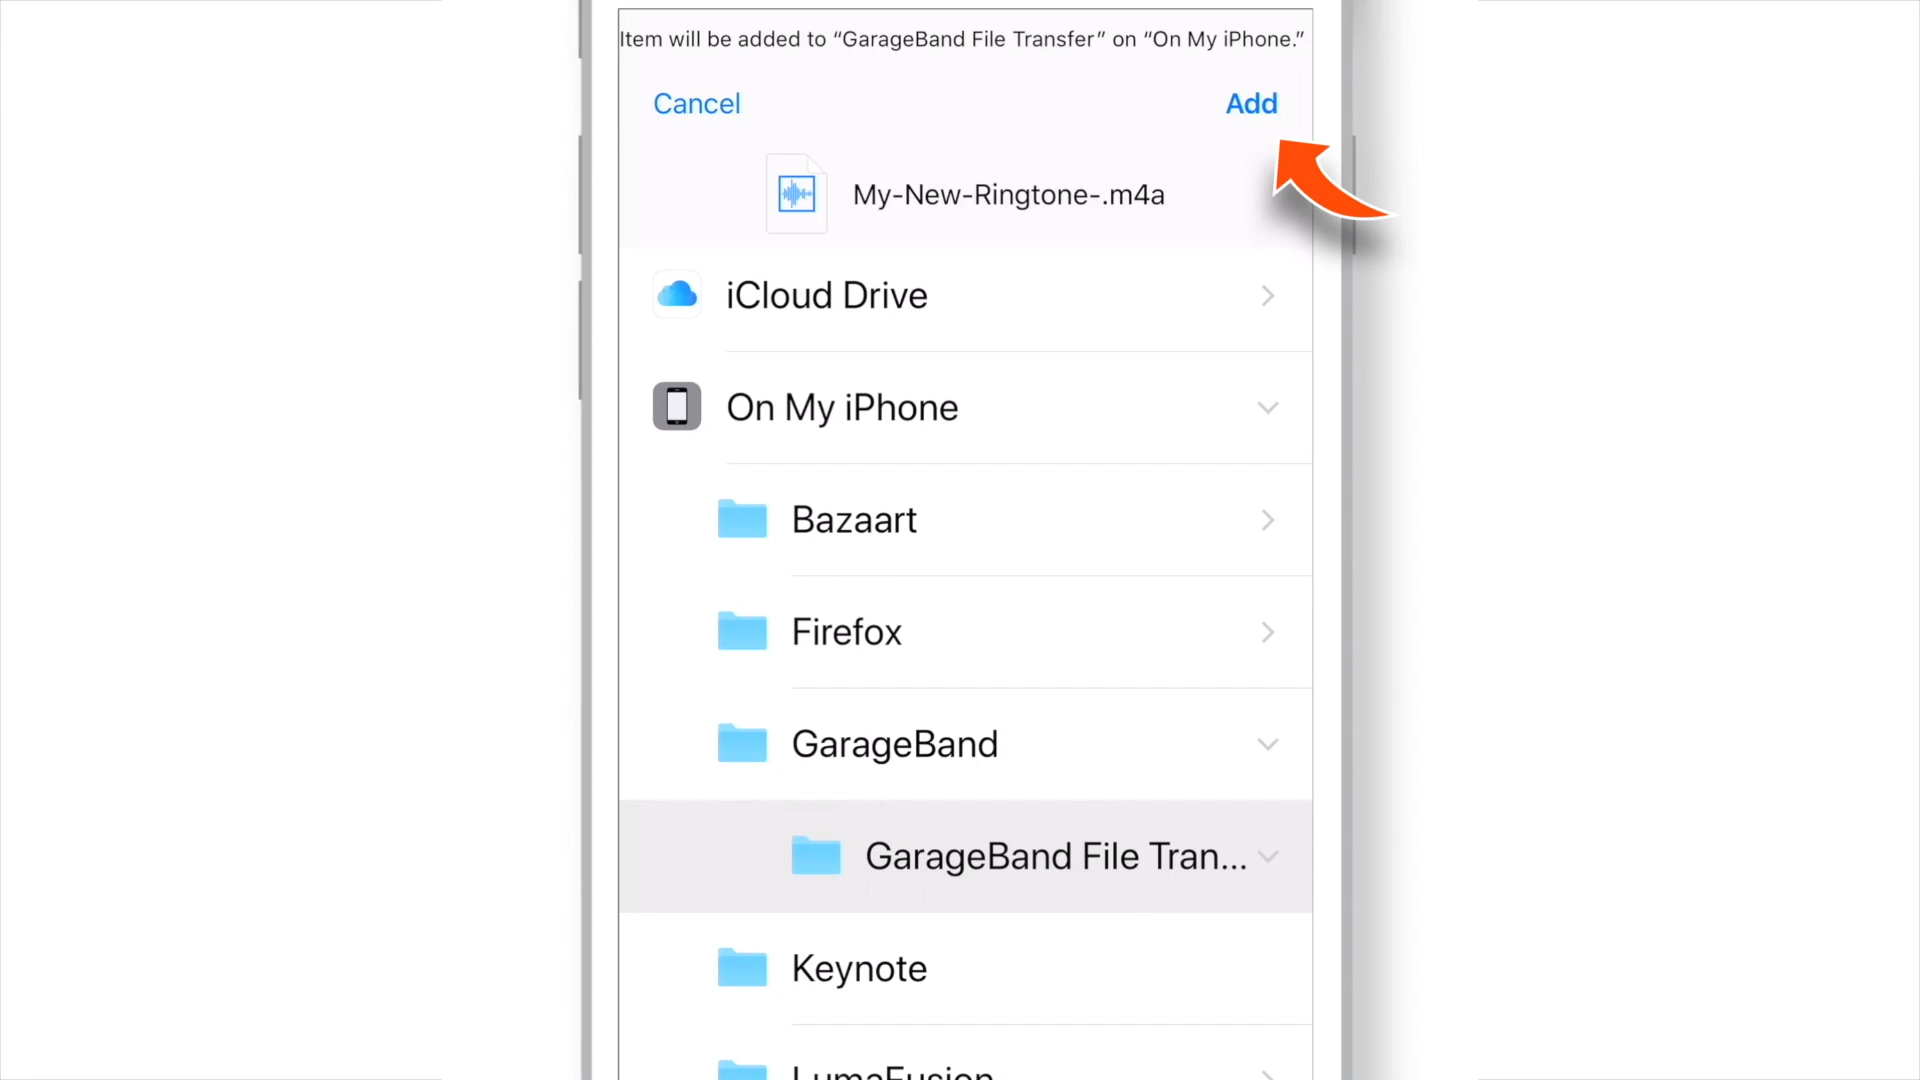 Item will be added to “GarageBand File Transfer” on “On My iPhone.”
Cancel
Add
My-New-Ringtone-.m4a
iCloud Drive
On My iPhone
Bazaart
Firefox
GarageBand
GarageBand File Tran...
Keynote
LumaFusion